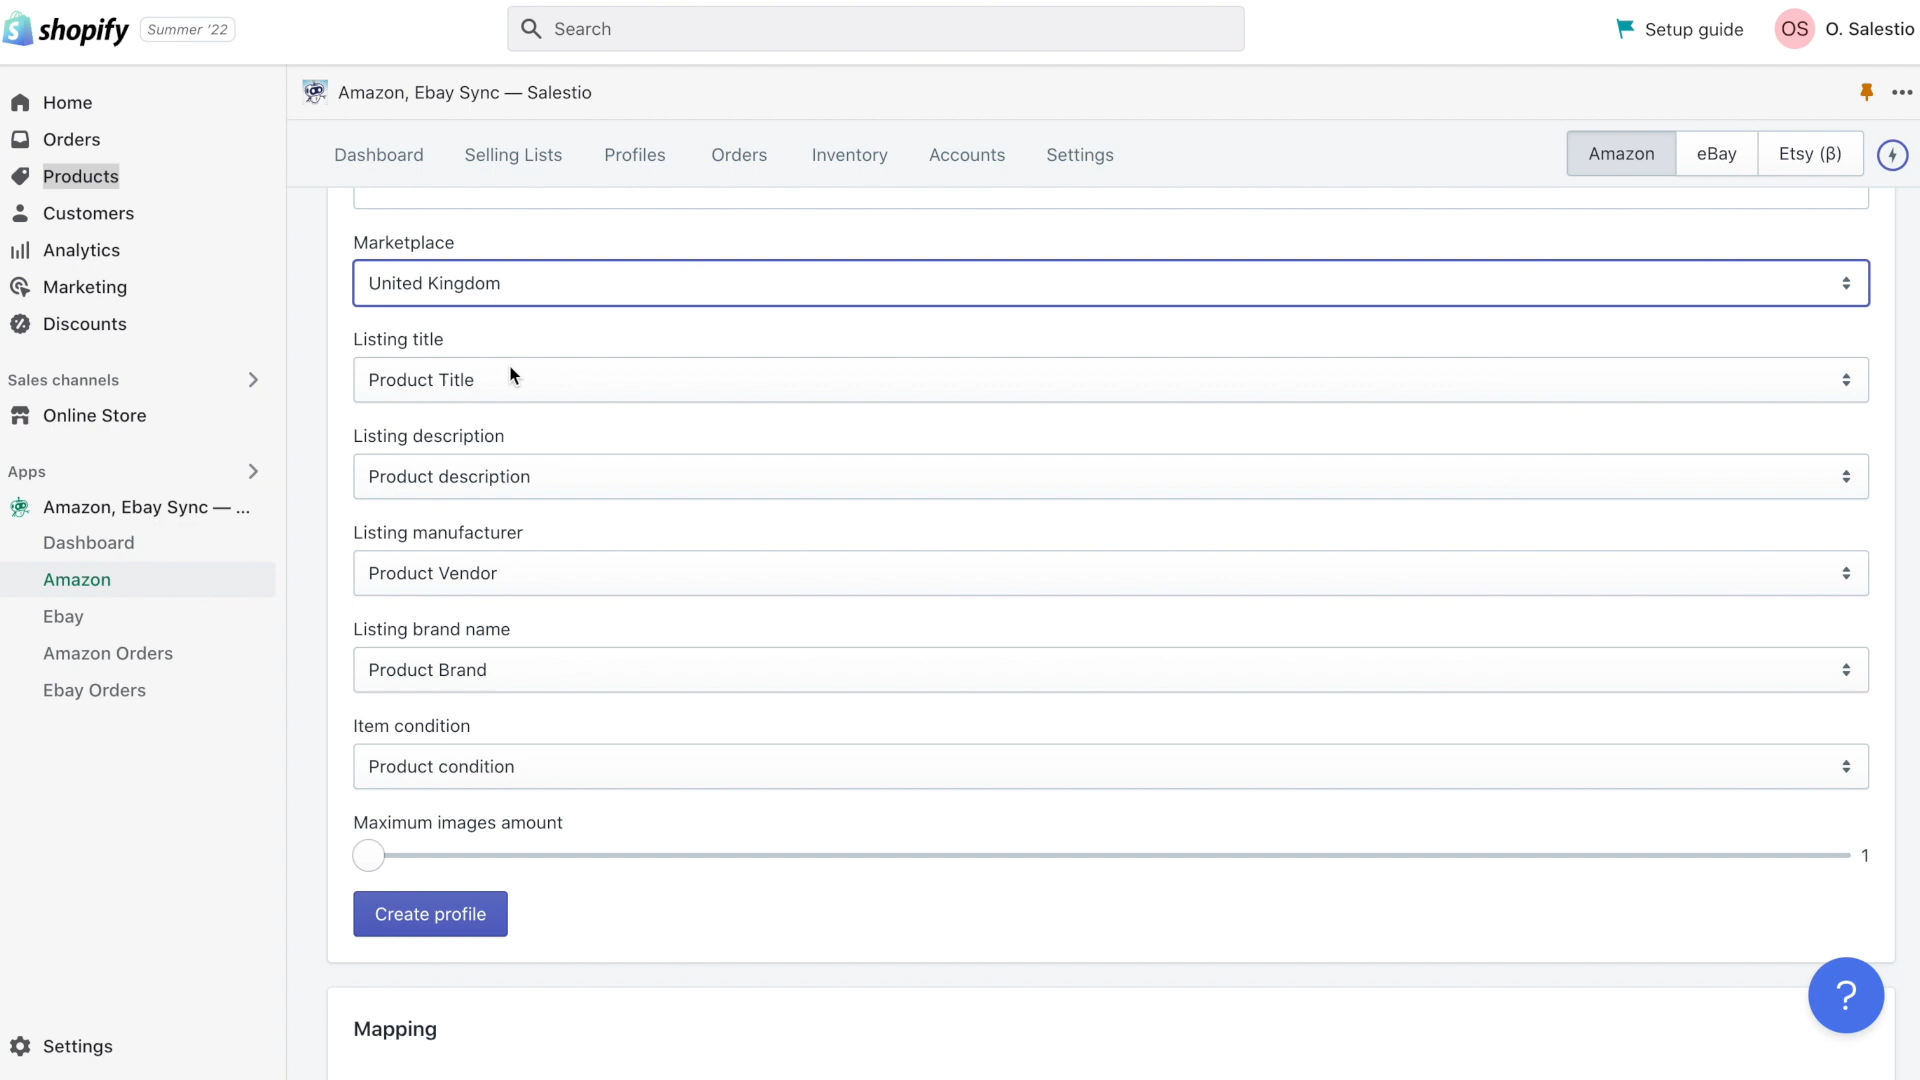 shopify
Summer '22
Search
Setup guide
OS
O. Salestio
Home
Orders
Products
Customers
Analytics
Marketing
Discounts
Sales channels
Online Store
Apps
Amazon, Ebay Sync — ...
Dashboard
Amazon
Ebay
Amazon Orders
Ebay Orders
Settings
Amazon, Ebay Sync — Salestio
Dashboard
Selling Lists
Profiles
Orders
Inventory
Accounts
Settings
Amazon
eBay
Etsy (β)
Marketplace
United Kingdom
Listing title
Product Title
Listing description
Product description
Listing manufacturer
Product Vendor
Listing brand name
Product Brand
Item condition
Product condition
Maximum images amount
1
Create profile
Mapping
?